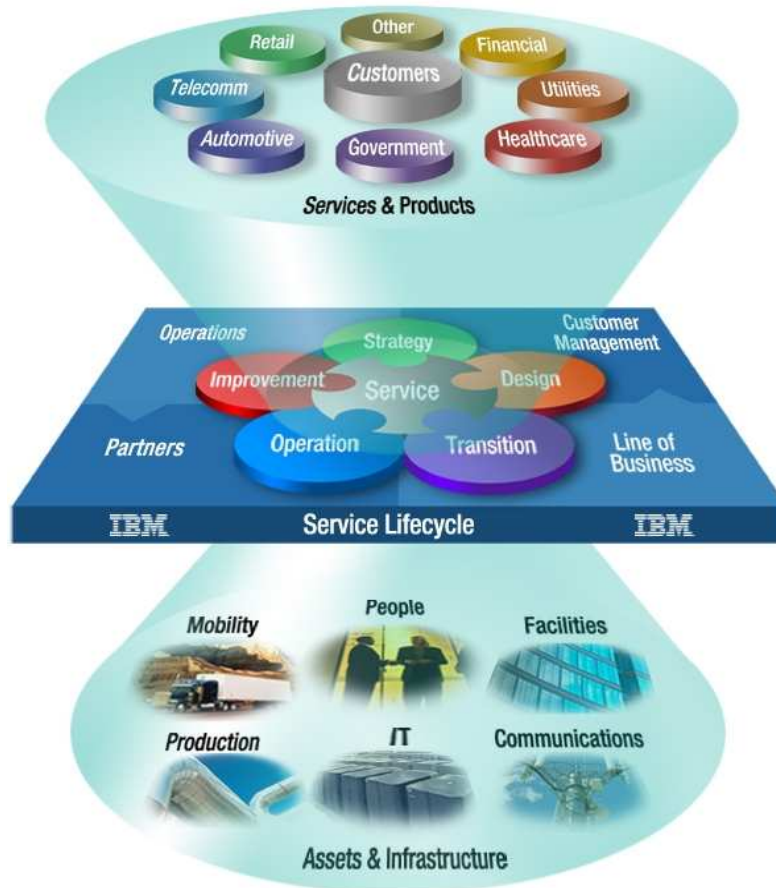 Other
Retail
Financial
Customers
Telecomm
Utilities
Automotive
Government
Healthcare
Services & Products
Operations
Strategy
Customer
Management
Improvement
Service
Design
Partners
Operation
Transition
Line of
Business
IBM
Service Lifecycle
IBM
Mobility
People
Facilities
Production
IT
Communications
Assets & Infrastructure